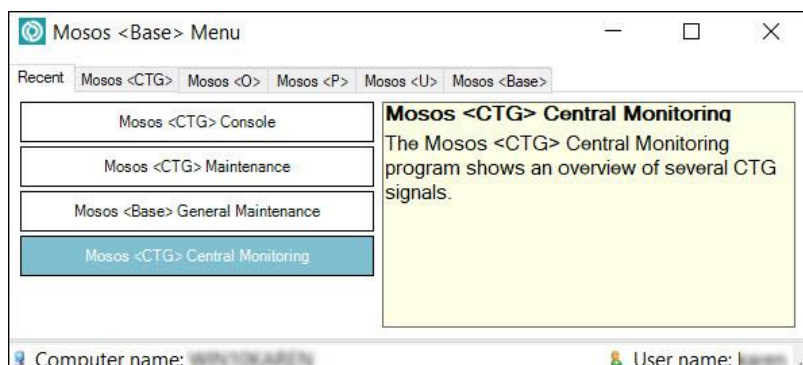 Mosos <Base> Menu
Recent Mosos <CTG> Mosos <O> Mosos <P> Mosos <U> Mosos <Base>
Mosos <CTG> Console
Mosos <CTG> Maintenance
Mosos <Base> General Maintenance
Mosos <CTG> Central Monitoring
Mosos <CTG> Central Monitoring
The Mosos <CTG> Central Monitoring
program shows an overview of several CTG
signals.
Computer name: User name: